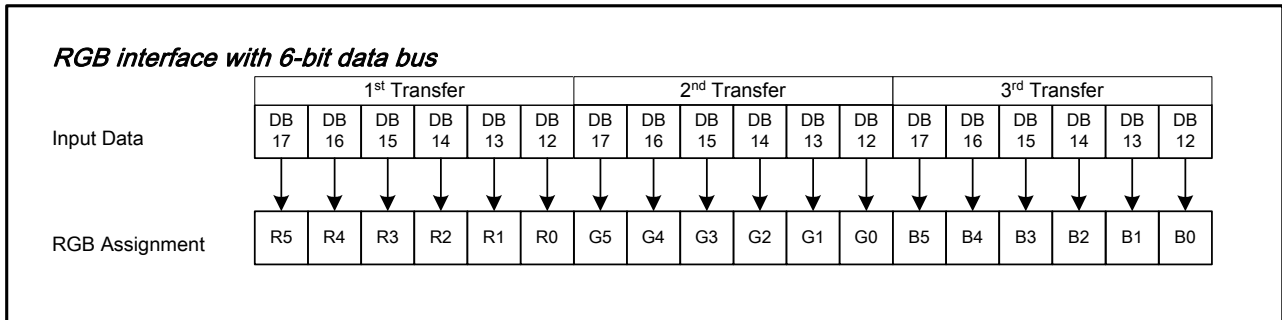 RGB interface with 6-bit data bus
1st Transfer 2nd Transfer 3rd Transfer
Input Data DB 17 DB 16 DB 15 DB 14 DB 13 DB 12 DB 17 DB 16 DB 15 DB 14 DB 13 DB 12 DB 17 DB 16 DB 15 DB 14 DB 13 DB 12
RGB Assignment R5 R4 R3 R2 R1 R0 G5 G4 G3 G2 G1 G0 B5 B4 B3 B2 B1 B0